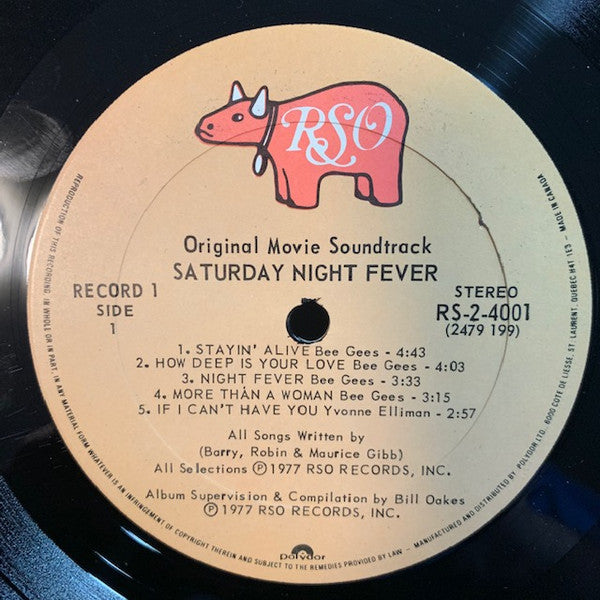 RSO
Original Movie Soundtrack
SATURDAY NIGHT FEVER
RECORD 1
SIDE
1
STEREO
RS-2-4001
(2479 199)
1. STAYIN' ALIVE Bee Gees - 4:43
2. HOW DEEP IS YOUR LOVE Bee Gees - 4:03
3. NIGHT FEVER Bee Gees - 3:33
4. MORE THAN A WOMAN Bee Gees - 3:15
5. IF I CAN'T HAVE YOU Yvonne Elliman - 2:57
All Songs Written by
(Barry, Robin & Maurice Gibb)
All Selections Ⓟ1977 RSO RECORDS, INC.
Album Supervision & Compilation by Bill Oakes
Ⓟ1977 RSO RECORDS, INC.
polydor
REPRODUCTION OF THIS RECORDING, IN WHOLE OR IN PART, IN ANY MATERIAL FORM WHATEVER IS AN INFRINGEMENT OF COPYRIGHT THEREIN AND SUBJECT TO THE REMEDIES PROVIDED BY LAW - MANUFACTURED AND DISTRIBUTED BY POLYDOR LTD., 6000 COTE DE LIESSE, ST. LAURENT, QUEBEC H4T 1E3 - MADE IN CANADA